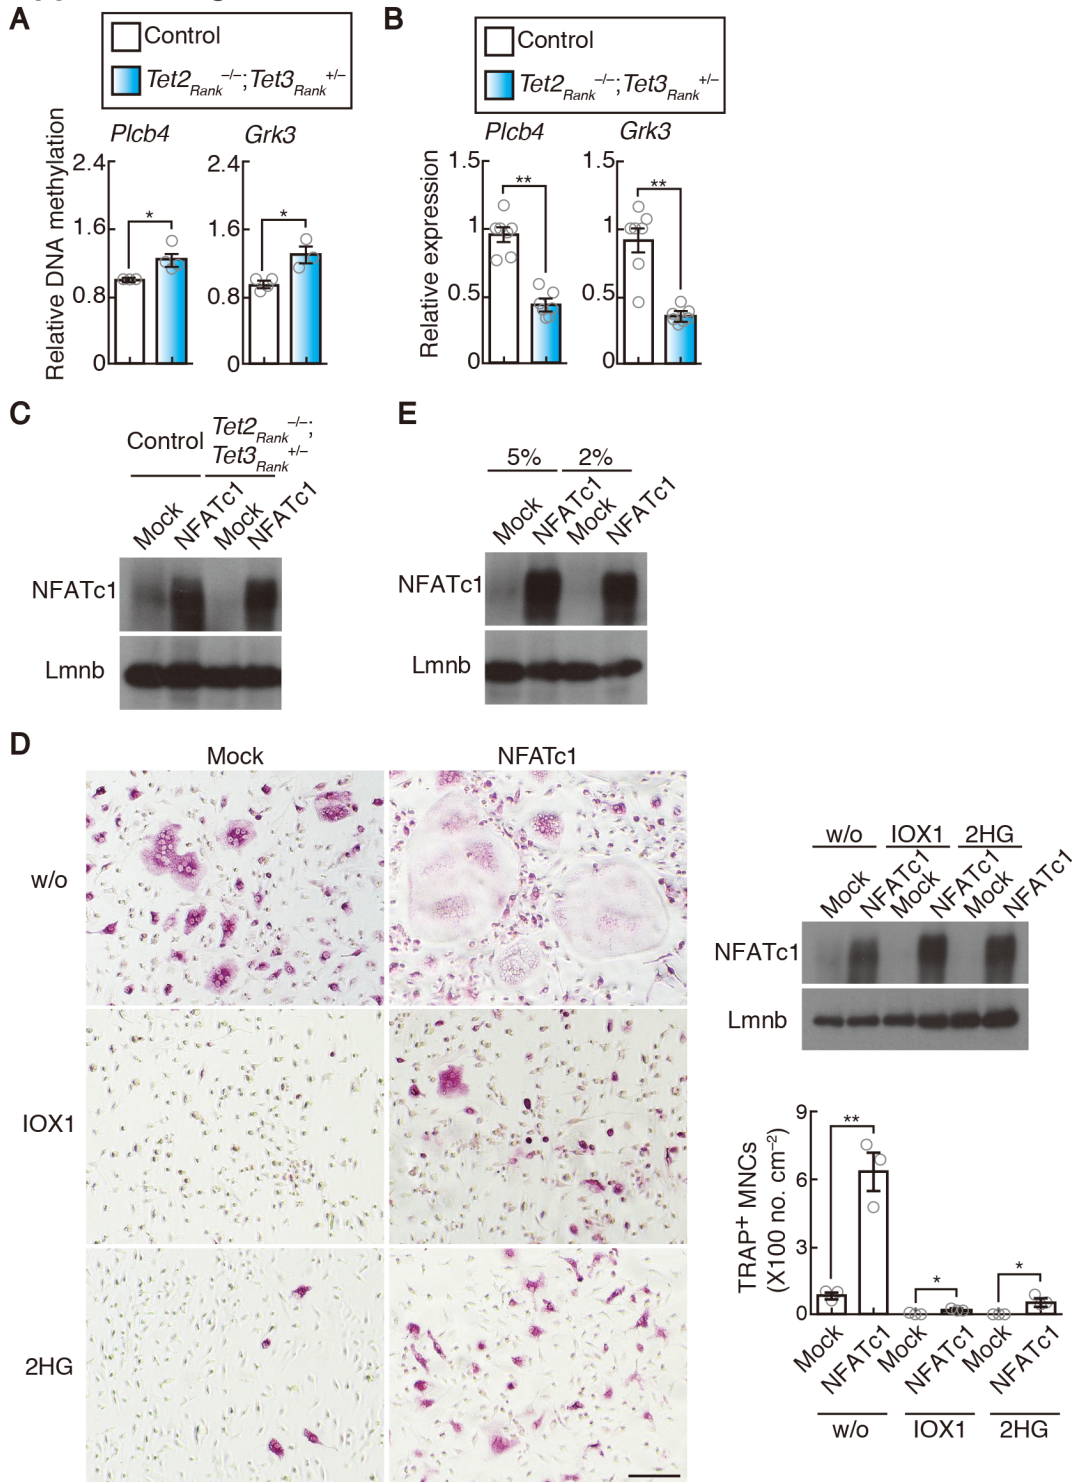 A
Control
Tet2Rank–/–;Tet3Rank+/–
Plcb4
Grk3
Relative DNA methylation
2.4
1.6
0.8
0
*
2.4
1.6
0.8
0
*
B
Control
Tet2Rank–/–;Tet3Rank+/–
Plcb4
Grk3
Relative expression
1.5
1
0.5
0
**
1.5
1
0.5
0
**
C
Control
Tet2Rank–/–;
Tet3Rank+/–
Mock
NFATc1
Mock
NFATc1
NFATc1
Lmnb
E
5%
2%
Mock
NFATc1
Mock
NFATc1
NFATc1
Lmnb
D
Mock
NFATc1
w/o
IOX1
2HG
w/o
IOX1
2HG
Mock
NFATc1
Mock
NFATc1
Mock
NFATc1
NFATc1
Lmnb
TRAP+ MNCs
(X100 no. cm–2)
9
6
3
0
**
*
*
Mock
NFATc1
Mock
NFATc1
Mock
NFATc1
w/o
IOX1
2HG